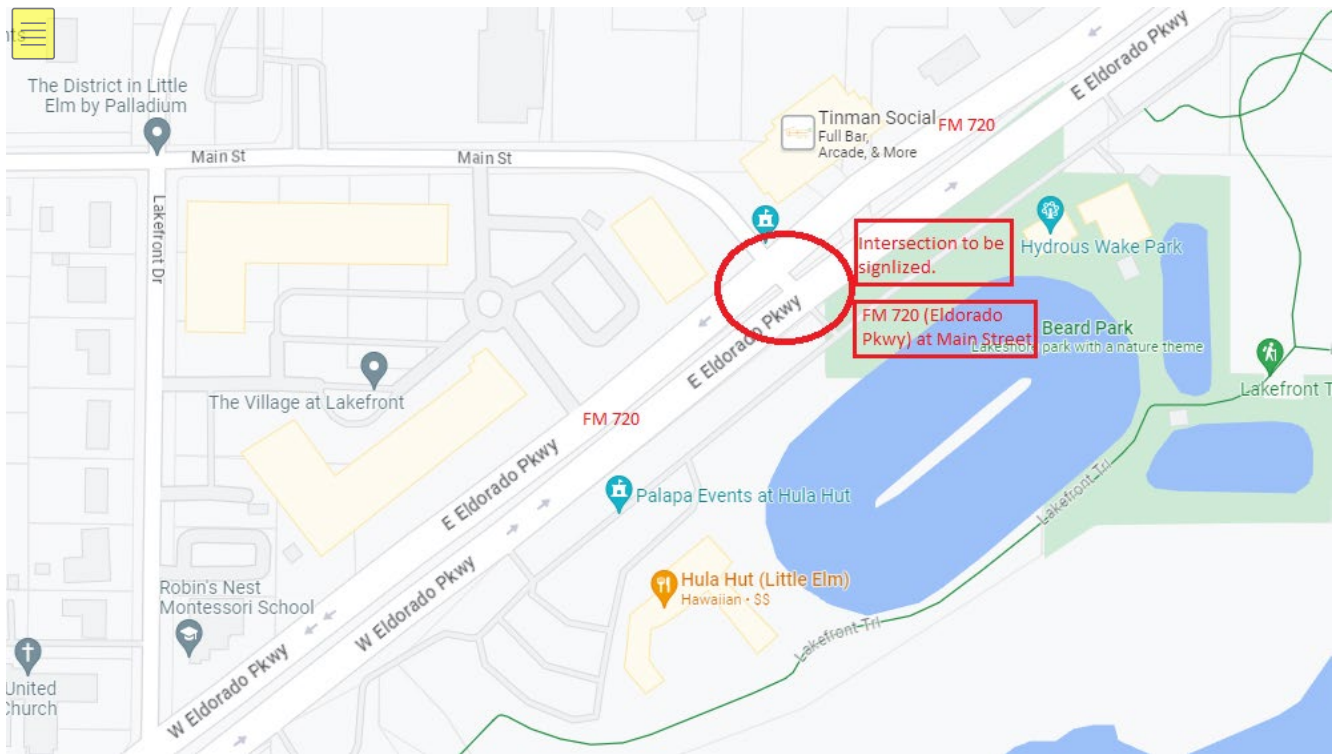 nts
The District in Little
Elm by Palladium
Main St
Main St
Lakefront Dr
Tinman Social
Full Bar,
Arcade, & More
FM 720
E Eldorado Pkwy
Intersection to be
signlized.
Hydrous Wake Park
FM 720 (Eldorado
Pkwy) at Main Street
Beard Park
Lakeshore park with a nature theme
Lakefront T
E Eldorado Pkwy
The Village at Lakefront
FM 720
E Eldorado Pkwy
Palapa Events at Hula Hut
Lakefront Trl
Hula Hut (Little Elm)
Hawaiian · $$
Lakefront Trl
Robin's Nest
Montessori School
W Eldorado Pkwy
W Eldorado Pkwy
United
Church